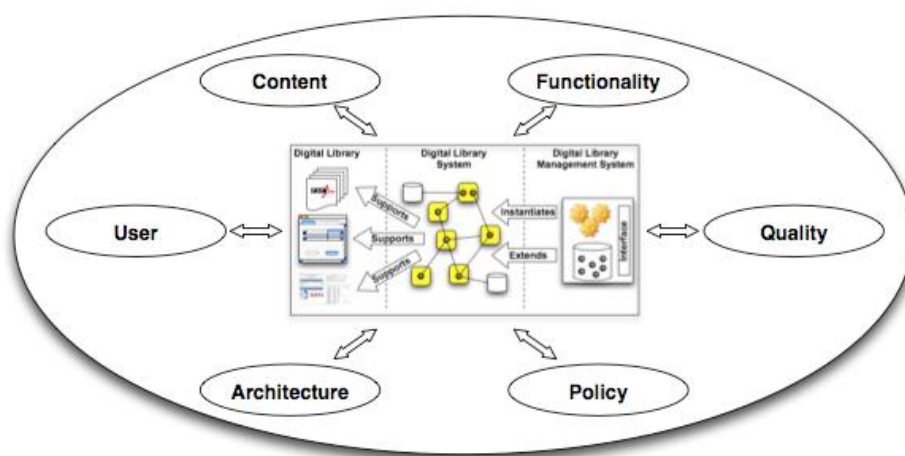 Content
Functionality
Digital Library
Digital Library
System
Digital Library
Management System
Supports
Instantiates
User
Supports
Interface
Quality
Supports
Extends
Architecture
Policy